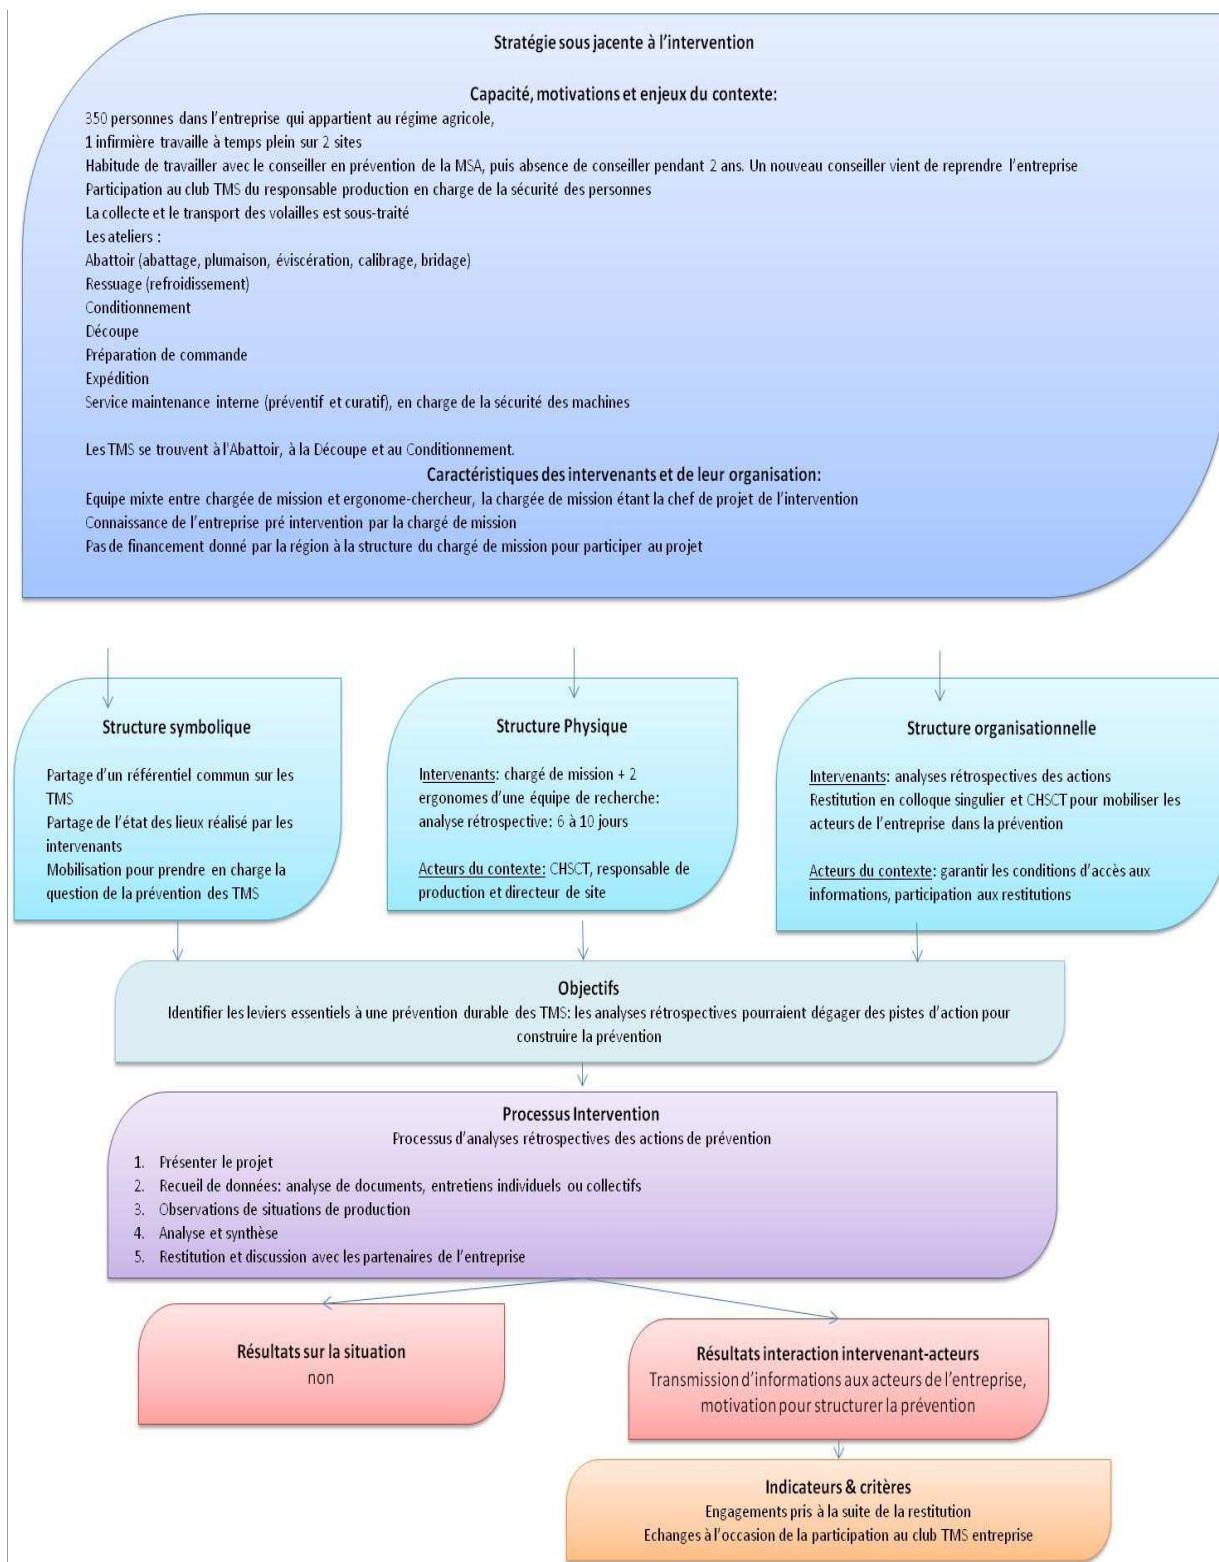 Stratégie sous jacente à l'intervention
Capacité, motivations et enjeux du contexte:
350 personnes dans l'entreprise qui appartient au régime agricole,
1 infirmière travaille à temps plein sur 2 sites
Habitude de travailler avec le conseiller en prévention de la MSA, puis absence de conseiller pendant 2 ans. Un nouveau conseiller vient de reprendre l'entreprise
Participation au club TMS du responsable production en charge de la sécurité des personnes
La collecte et le transport des volailles est sous-traité
Les ateliers :
Abattoir (abattage, plumaison, éviscération, calibrage, bridage)
Ressuage (refroidissement)
Conditionnement
Découpe
Préparation de commande
Expédition
Service maintenance interne (préventif et curatif), en charge de la sécurité des machines
Les TMS se trouvent à l'Abattoir, à la Découpe et au Conditionnement.
Caractéristiques des intervenants et de leur organisation:
Equipe mixte entre chargée de mission et ergonome-chercheur, la chargée de mission étant la chef de projet de l'intervention
Connaissance de l'entreprise pré intervention par la chargé de mission
Pas de financement donné par la région à la structure du chargé de mission pour participer au projet
Structure symbolique
Partage d'un référentiel commun sur les
TMS
Partage de l'état des lieux réalisé par les
intervenants
Mobilisation pour prendre en charge la
question de la prévention des TMS
Structure Physique
Intervenants: chargé de mission + 2
ergonomes d'une équipe de recherche:
analyse rétrospective: 6 à 10 jours
Acteurs du contexte: CHSCT, responsable de
production et directeur de site
Structure organisationnelle
Intervenants: analyses rétrospectives des actions
Restitution en colloque singulier et CHSCT pour mobiliser les
acteurs de l'entreprise dans la prévention
Acteurs du contexte: garantir les conditions d'accès aux
informations, participation aux restitutions
Objectifs
Identifier les leviers essentiels à une prévention durable des TMS: les analyses rétrospectives pourraient dégager des pistes d'action pour
construire la prévention
Processus Intervention
Processus d'analyses rétrospectives des actions de prévention
1. Présenter le projet
2. Recueil de données: analyse de documents, entretiens individuels ou collectifs
3. Observations de situations de production
4. Analyse et synthèse
5. Restitution et discussion avec les partenaires de l'entreprise
Résultats sur la situation
non
Résultats interaction intervenant-acteurs
Transmission d'informations aux acteurs de l'entreprise,
motivation pour structurer la prévention
Indicateurs & critères
Engagements pris à la suite de la restitution
Echanges à l'occasion de la participation au club TMS entreprise